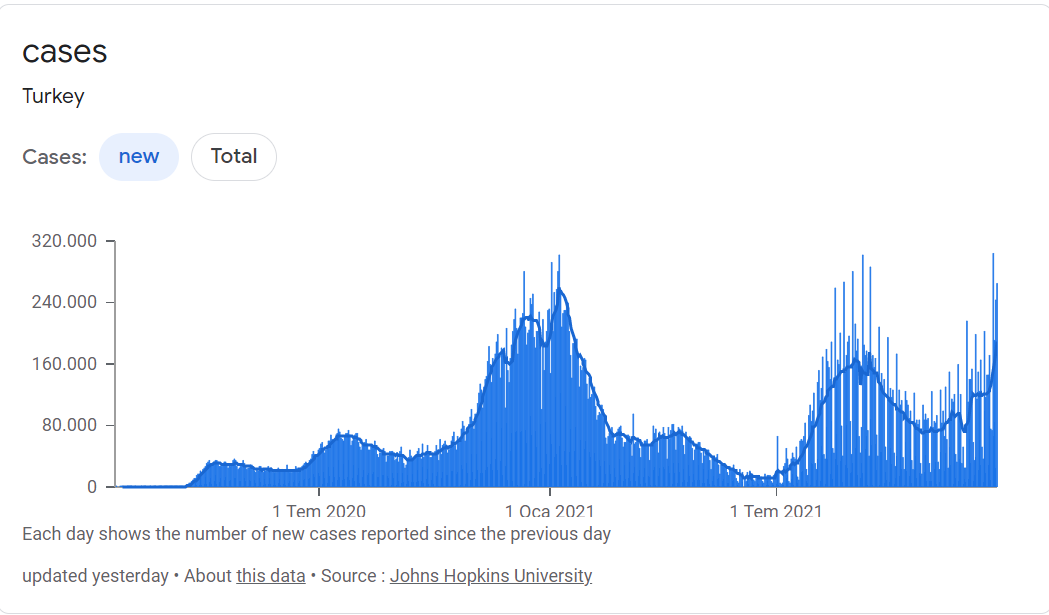 cases
Turkey
Cases: new Total
320.000
240.000
160.000
80.000
0
1 Tem 2020 1 Oca 2021 1 Tem 2021
Each day shows the number of new cases reported since the previous day
updated yesterday • About this data • Source : Johns Hopkins University